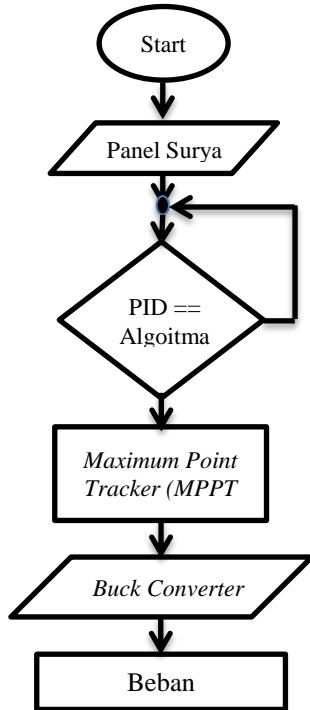 Start
Panel Surya
PID ==
Algoitma
Maximum Point
Tracker (MPPT
Buck Converter
Beban